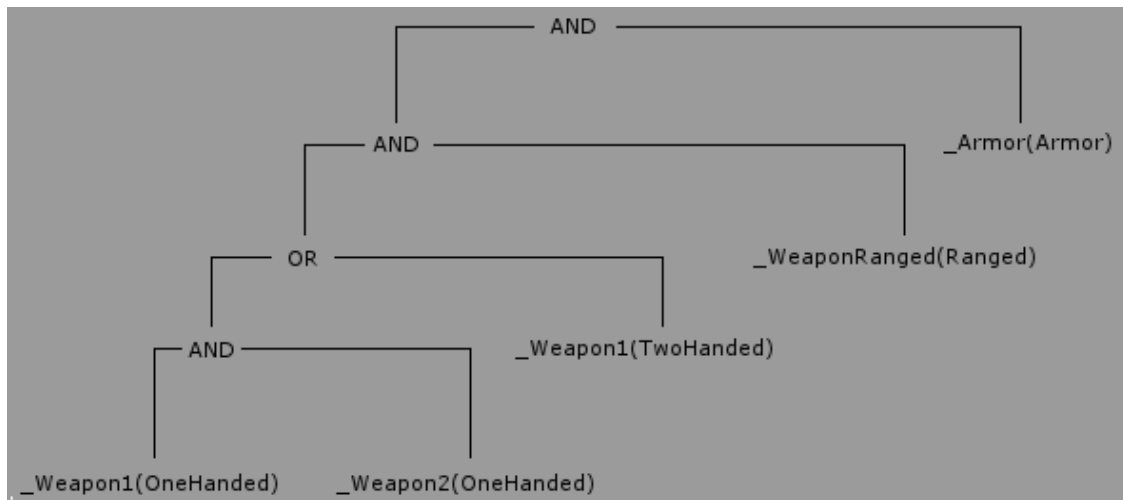 AND
AND
_Armor(Armor)
OR
_WeaponRanged(Ranged)
AND
_Weapon1(TwoHanded)
_Weapon1(OneHanded)
_Weapon2(OneHanded)